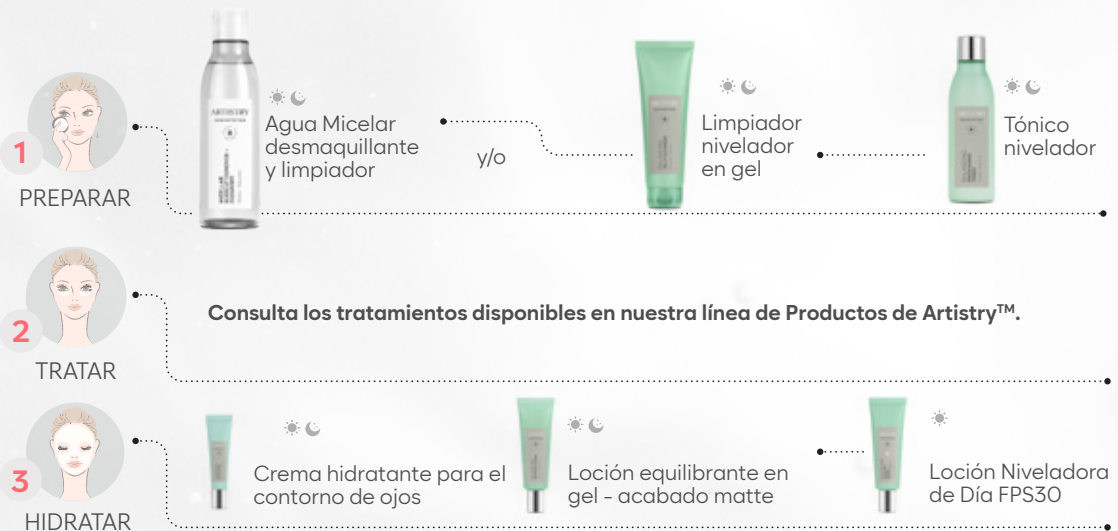 1
PREPARAR
ARTISTRY
Agua Micelar
desmaquillante
y limpiador
y/o
Limpiador
nivelador
en gel
Tónico
nivelador
2
TRATAR
Consulta los tratamientos disponibles en nuestra línea de Productos de Artistry™.
3
HIDRATAR
Crema hidratante para el
contorno de ojos
Loción equilibrante en
gel - acabado matte
Loción Niveladora
de Día FPS30